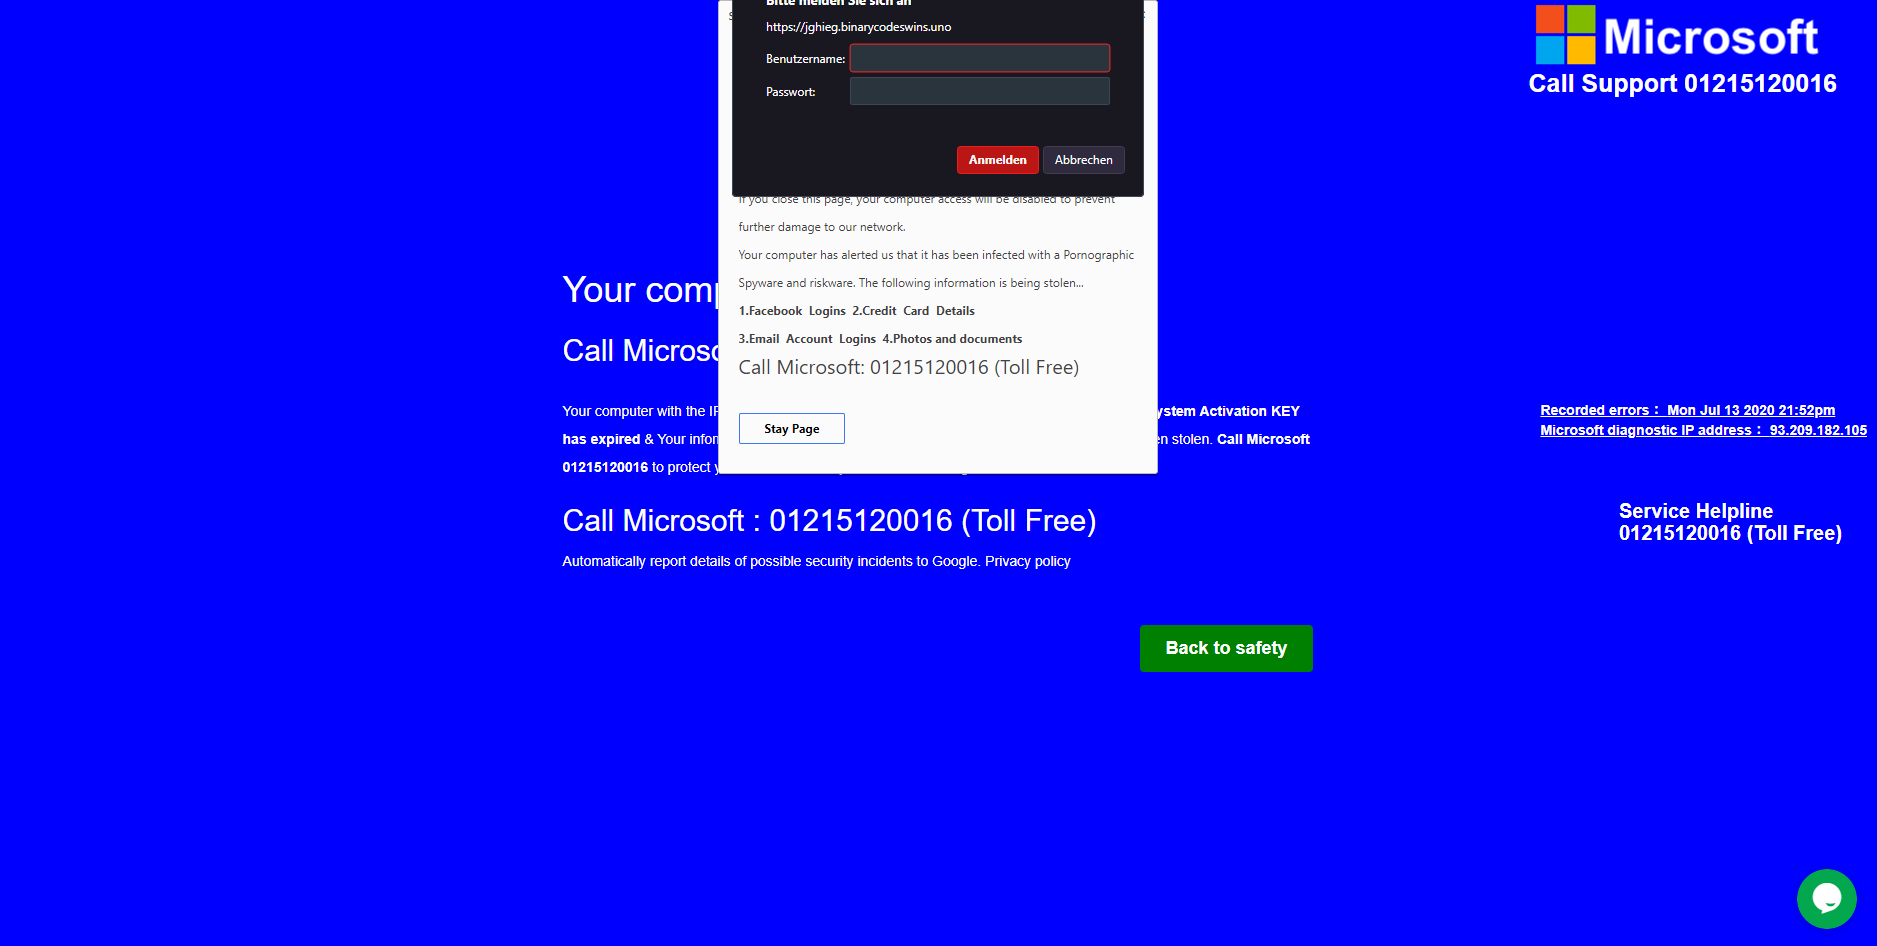 Bitte melden Sie sich an
https://jghieg.binarycodeswins.uno
Benutzername:
Passwort:
Anmelden Abbrechen
If you close this page, your computer access will be disabled to prevent
further damage to our network.
Your computer has alerted us that it has been infected with a Pornographic
Spyware and riskware. The following information is being stolen...
1.Facebook Logins 2.Credit Card Details
3.Email Account Logins 4.Photos and documents
Call Microsoft: 01215120016 (Toll Free)
Stay Page
Microsoft
Call Support 01215120016
Your comp
Call Microso
Your computer with the IP
ystem Activation KEY
has expired & Your infor
n stolen. Call Microsoft
01215120016 to protect
Call Microsoft : 01215120016 (Toll Free)
Automatically report details of possible security incidents to Google. Privacy policy
Back to safety
Recorded errors : Mon Jul 13 2020 21:52pm
Microsoft diagnostic IP address : 93.209.182.105
Service Helpline
01215120016 (Toll Free)